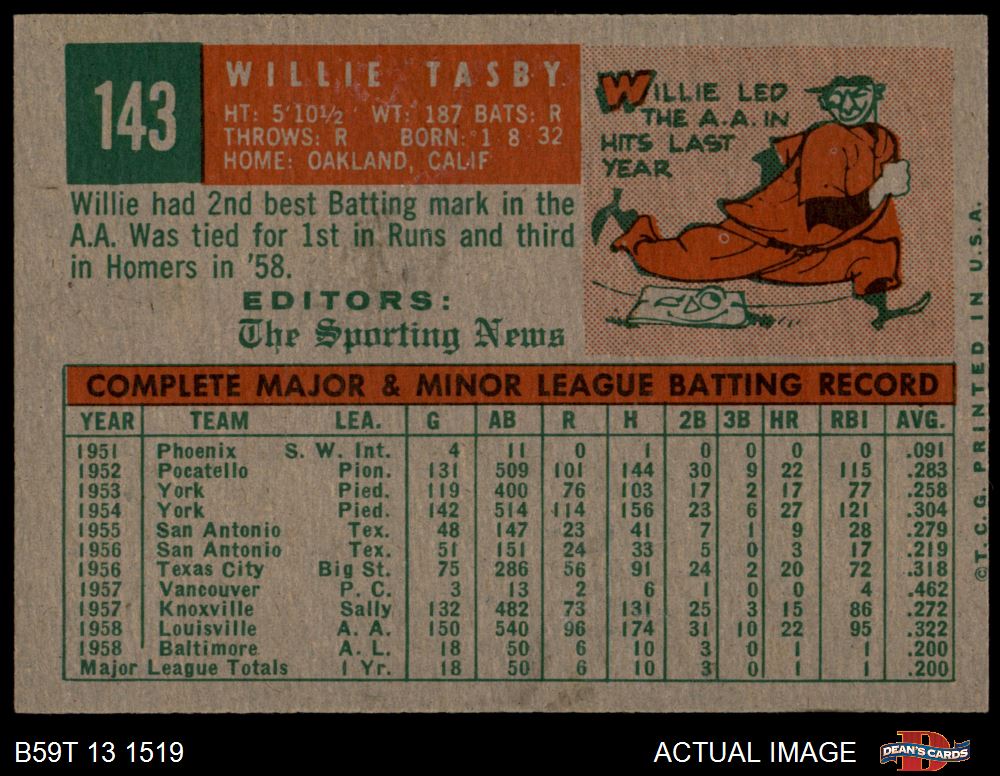 143
WILLIE TASBY
HT: 5'10½ WT: 187 BATS: R
THROWS: R BORN: 1 8 32
HOME: OAKLAND, CALIF
Willie had 2nd best Batting mark in the
A.A. Was tied for 1st in Runs and third
in Homers in '58.
EDITORS:
The Sporting News
WILLIE LED
THE A.A. IN
HITS LAST
YEAR
COMPLETE MAJOR & MINOR LEAGUE BATTING RECORD
YEAR TEAM LEA. G AB R H 2B 3B HR RBI AVG.
1951 Phoenix S. W. Int. 4 11 0 1 0 0 0 0 .091
1952 Pocatello Pion. 131 509 101 144 30 9 22 115 .283
1953 York Pied. 119 400 76 103 17 2 17 77 .258
1954 York Pied. 142 514 114 156 23 6 27 121 .304
1955 San Antonio Tex. 48 147 23 41 7 1 9 28 .279
1956 San Antonio Tex. 51 151 24 33 5 0 3 17 .219
1956 Texas City Big St. 75 286 56 91 24 2 20 72 .318
1957 Vancouver P. C. 3 13 2 6 1 0 0 4 .462
1957 Knoxville Sally 132 482 73 131 25 3 15 86 .272
1958 Louisville A. A. 150 540 96 174 31 10 22 95 .322
1958 Baltimore A. L. 18 50 6 10 3 0 1 1 .200
Major League Totals 1 Yr. 18 50 6 10 3 0 1 1 .200
©T.C.G. PRINTED IN U.S.A.
B59T 13 1519
ACTUAL IMAGE
DEAN'S CARDS